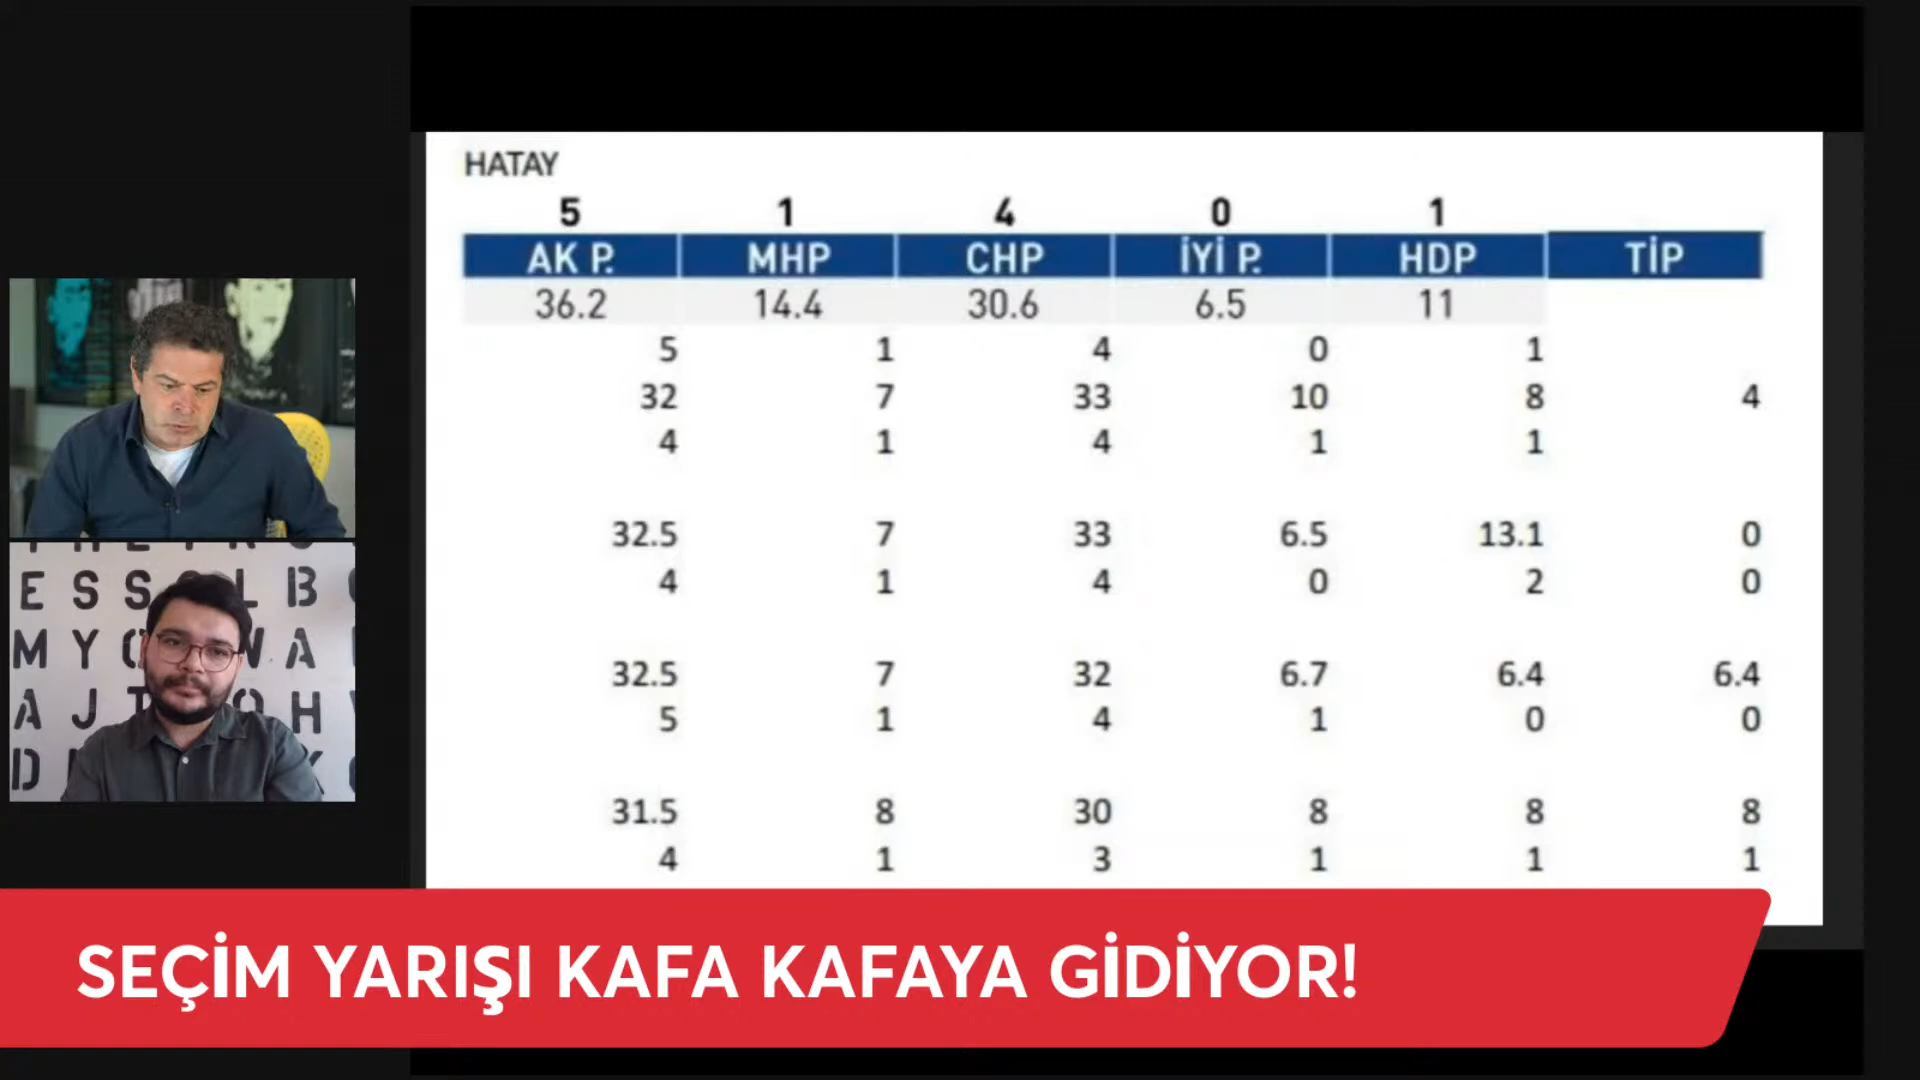 HATAY
5 1 4 0 1
AK P. MHP CHP İYİ P. HDP TİP
36.2 14.4 30.6 6.5 11
5 1 4 0 1
32 7 33 10 8 4
4 1 4 1 1
32.5 7 33 6.5 13.1 0
4 1 4 0 2 0
32.5 7 32 6.7 6.4 6.4
5 1 4 1 0 0
31.5 8 30 8 8 8
4 1 3 1 1 1
E S S L B
M Y A
A J T O H
D
SEÇİM YARIŞI KAFA KAFAYA GİDİYOR!